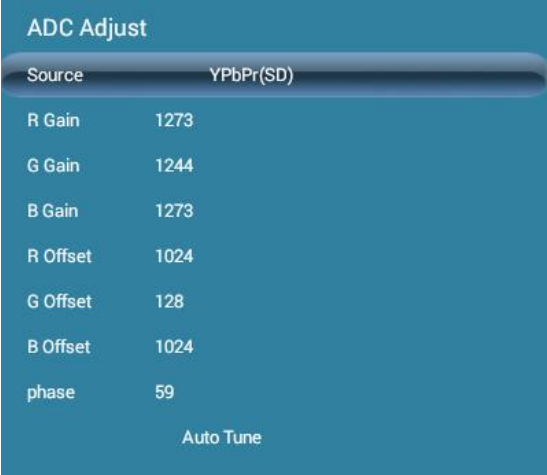 ADC Adjust
Source YPbPr(SD)
R Gain 1273
G Gain 1244
B Gain 1273
R Offset 1024
G Offset 128
B Offset 1024
phase 59
Auto Tune